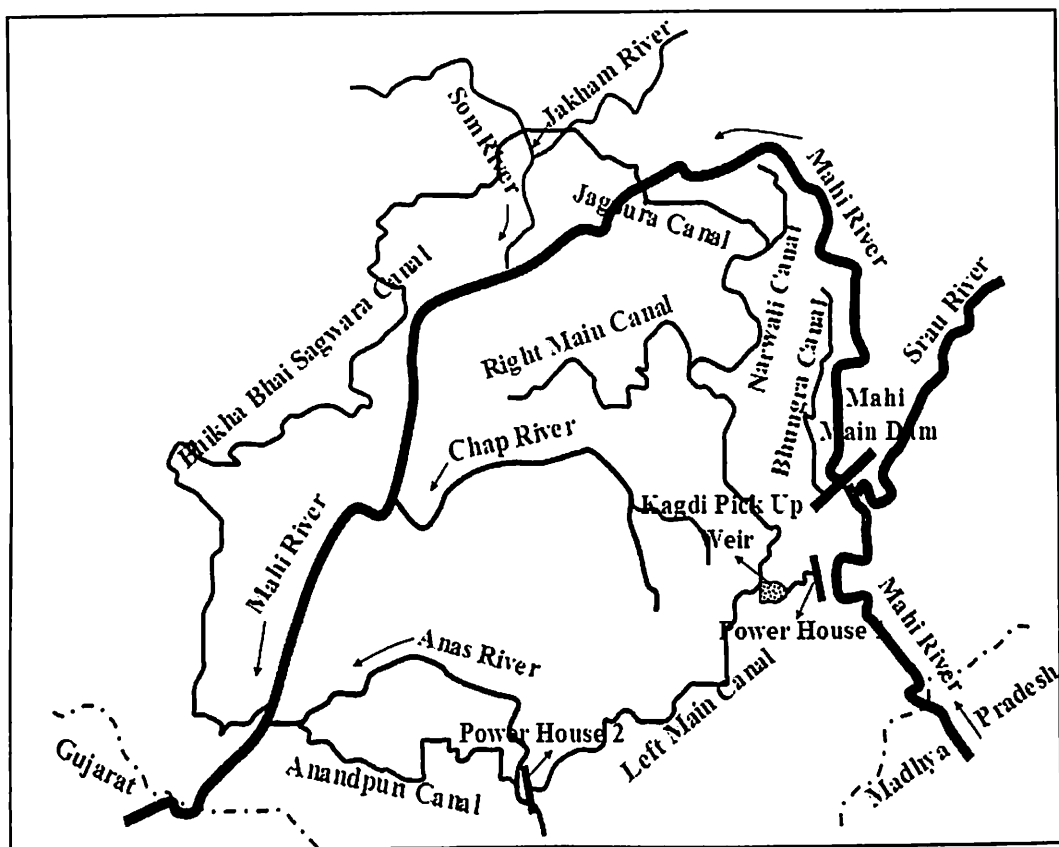 Jakham River
Som River
Mahi River
Jagpura Canal
Srau River
Bhikha Bhai Sagwara Canal
Right Main Canal
Narwali Canal
Bhungra Canal
Mahi
Main Dam
Chap River
Kagdi Pick Up
Weir
Mahi River
Mahi River
Power House 1
Anas River
Left Main Canal
Pradesh
Madhya
Power House 2
Gujarat
Anandpun Canal